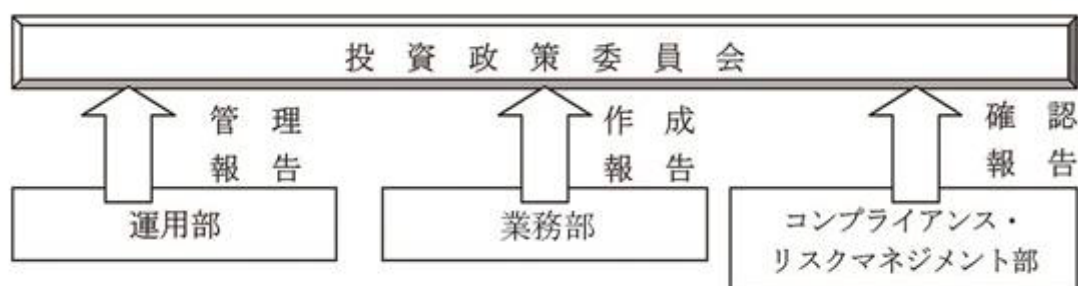 投資政策委員会
管理
報告
作成
報告
確認
報告
運用部
業務部
コンプライアンス・
リスクマネジメント部